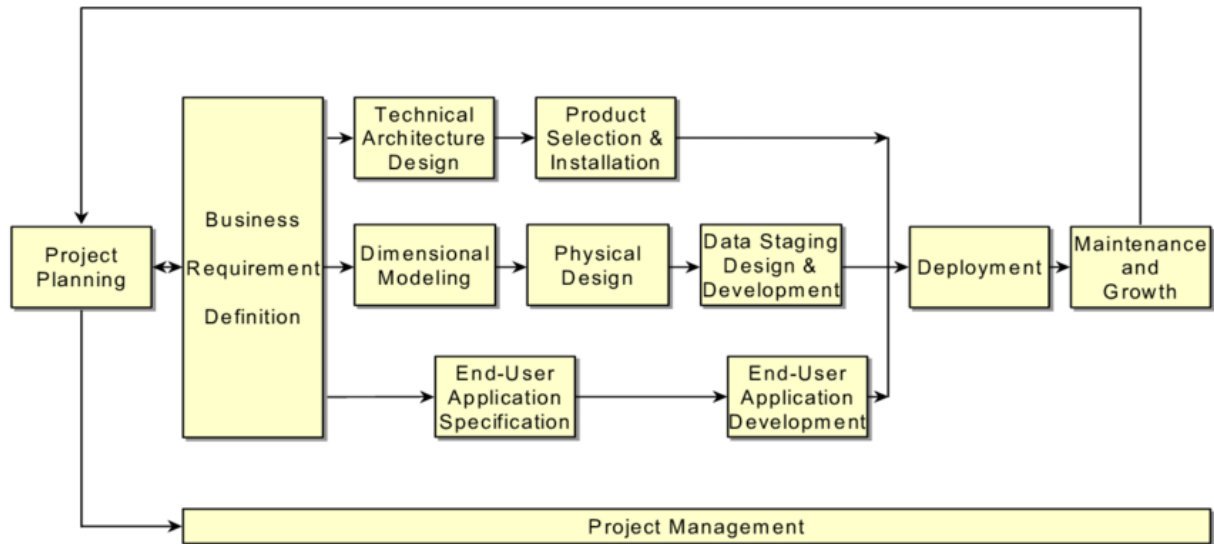 Technical
Architecture
Design
Product
Selection &
Installation
Project
Planning
Business
Requirement
Definition
Dimensional
Modeling
Physical
Design
Data Staging
Design &
Development
Deployment
Maintenance
and
Growth
End-User
Application
Specification
End-User
Application
Development
Project Management